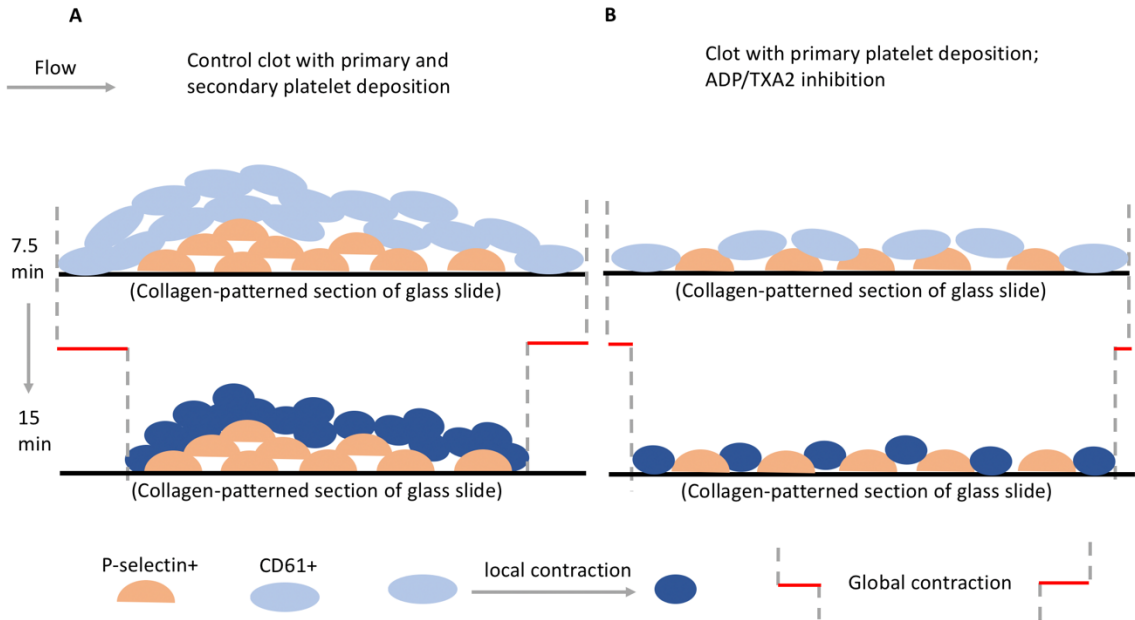 A
B
Flow
Control clot with primary and
secondary platelet deposition
Clot with primary platelet deposition;
ADP/TXA2 inhibition
7.5
min
(Collagen-patterned section of glass slide)
(Collagen-patterned section of glass slide)
15
min
(Collagen-patterned section of glass slide)
(Collagen-patterned section of glass slide)
P-selectin+
CD61+
local contraction
Global contraction